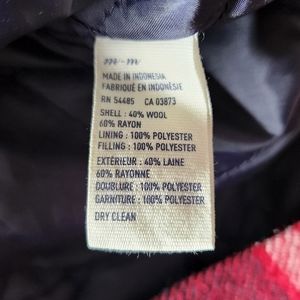 m-m
MADE IN INDONESIA
FABRIQUÉ EN INDONÉSIE
RN 54485 CA 03873
SHELL : 40% WOOL
60% RAYON
LINING : 100% POLYESTER
FILLING : 100% POLYESTER
EXTÉRIEUR : 40% LAINE
60% RAYONNE
DOUBLURE : 100% POLYESTER
GARNITURE : 100% POLYESTER
DRY CLEAN